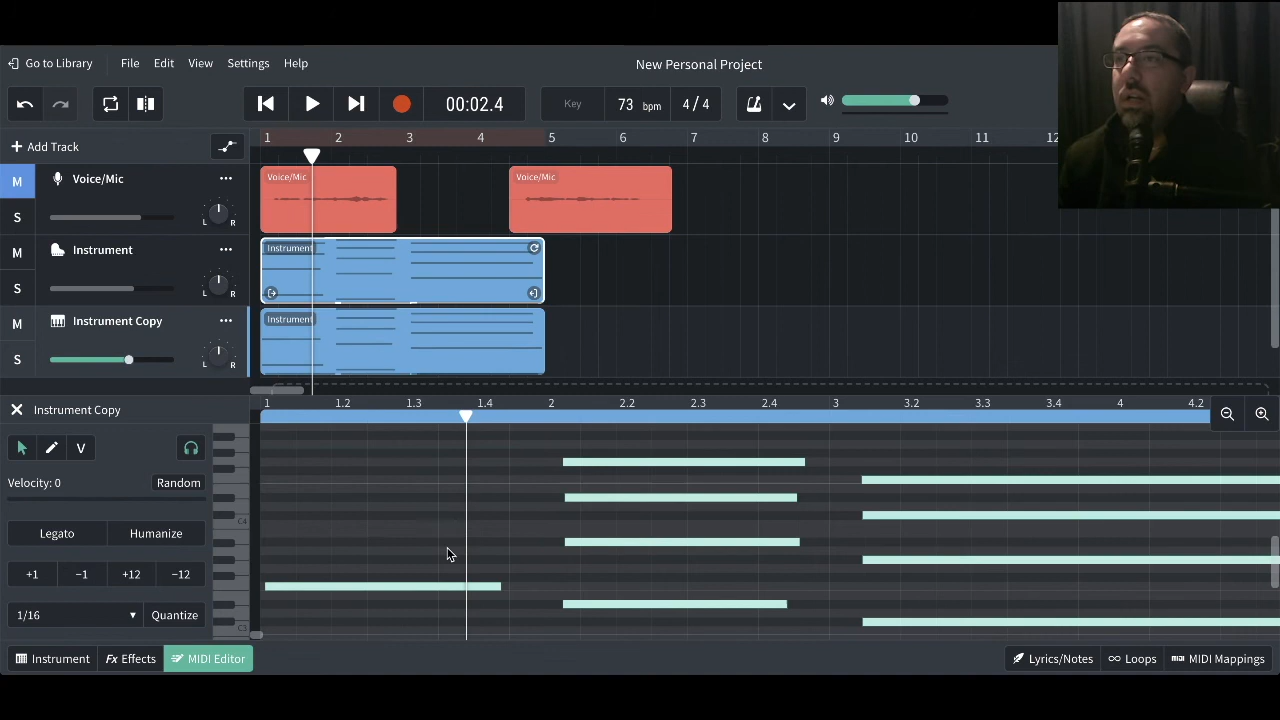 Go to Library File Edit View Settings Help New Personal Project
00:02.4 Key 73 bpm 4 / 4
+ Add Track 1 2 3 4 5 6 7 8 9 10 11 12
M Voice/Mic ... Voice/Mic Voice/Mic
S L R
M Instrument ... Instrument
S L R
M Instrument Copy ... Instrument
S L R
Instrument Copy 1 1.2 1.3 1.4 2 2.2 2.3 2.4 3 3.2 3.3 3.4 4 4.2
V
Velocity: 0 Random
C4
Legato Humanize
+1 −1 +12 −12
1/16 Quantize
C3
Instrument Fx Effects MIDI Editor Lyrics/Notes Loops MIDI Mappings